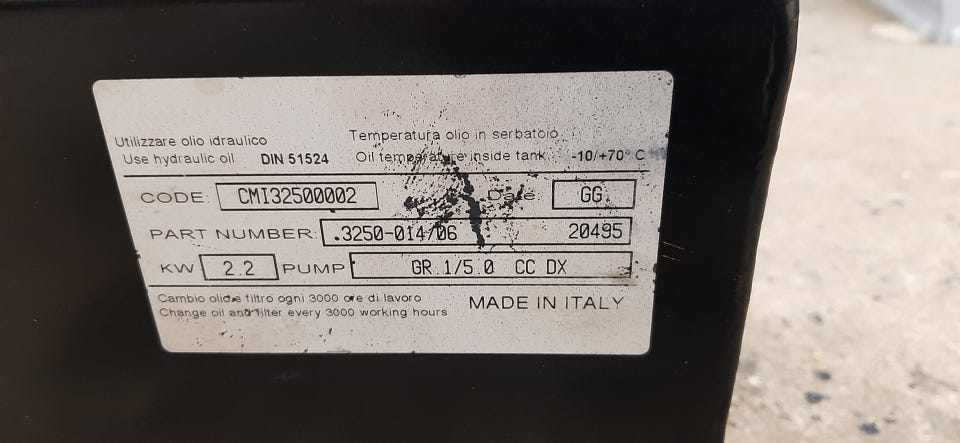 Utilizzare olio idraulico Temperatura olio in serbatoio
Use hydraulic oil DIN 51524 Oil temperature inside tank -10/+70° C
CODE: CMI32500002 Date: GG
PART NUMBER: .3250-014/06 20495
KW 2.2 PUMP GR.1/5.0 CC DX
Cambio olio e filtro ogni 3000 ore di lavoro
Change oil and filter every 3000 working hours MADE IN ITALY